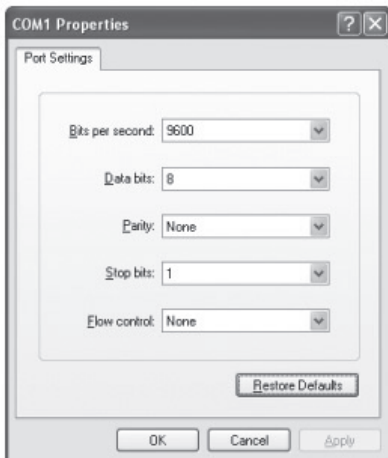 COM1 Properties
Port Settings
Bits per second: 9600
Data bits: 8
Parity: None
Stop bits: 1
Flow control: None
Restore Defaults
OK Cancel Apply